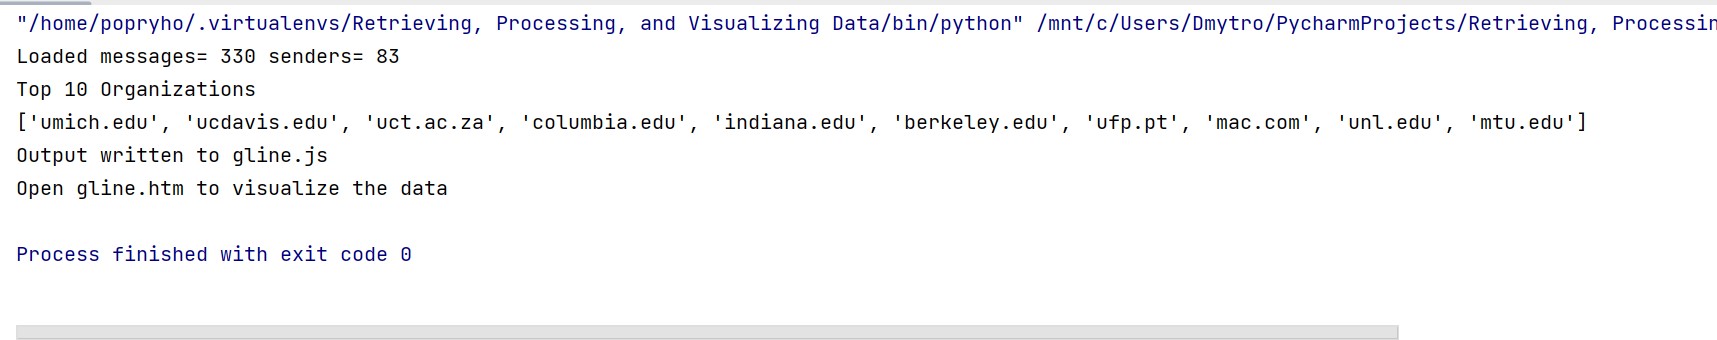 "/home/popryho/.virtualenvs/Retrieving, Processing, and Visualizing Data/bin/python" /mnt/c/Users/Dmytro/PycharmProjects/Retrieving, Processin
Loaded messages= 330 senders= 83
Top 10 Organizations
['umich.edu', 'ucdavis.edu', 'uct.ac.za', 'columbia.edu', 'indiana.edu', 'berkeley.edu', 'ufp.pt', 'mac.com', 'unl.edu', 'mtu.edu']
Output written to gline.js
Open gline.htm to visualize the data
Process finished with exit code 0